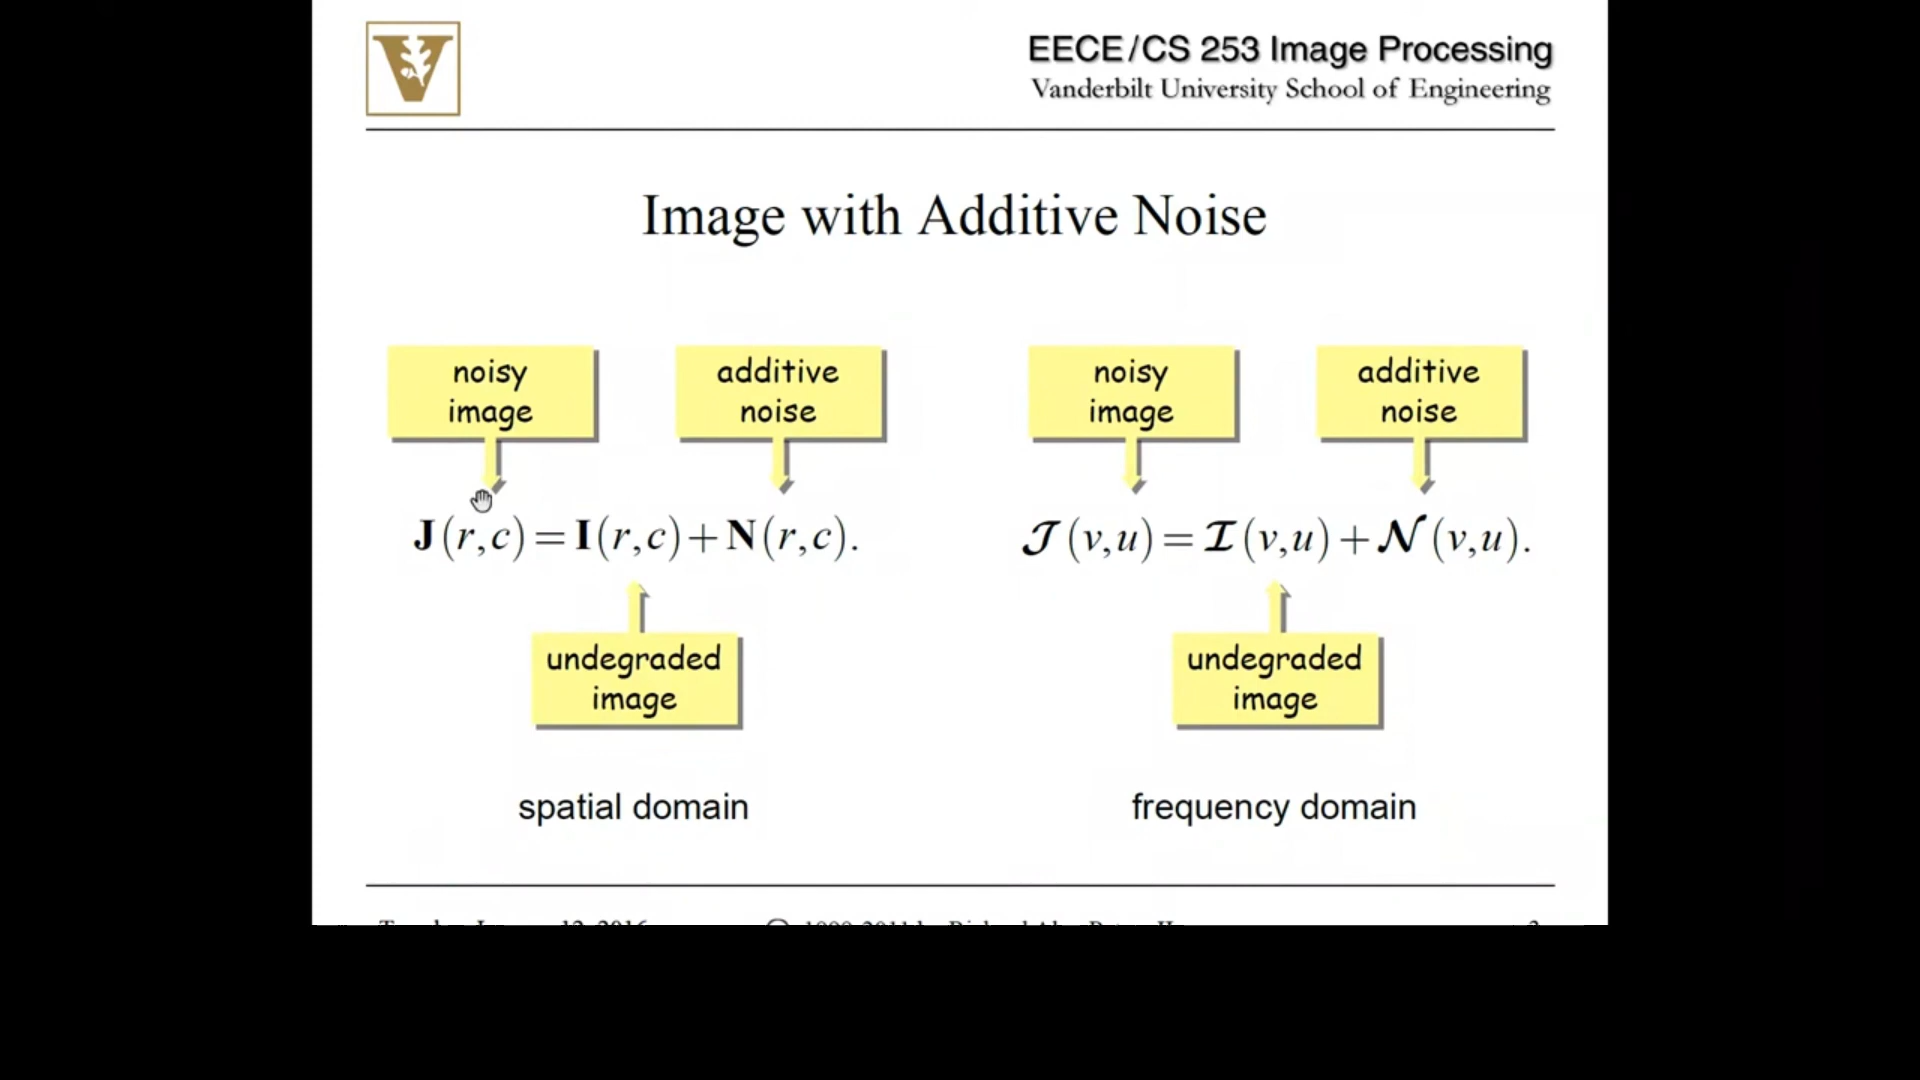 EECE/CS 253 Image Processing
Vanderbilt University School of Engineering
Image with Additive Noise
noisy
image
additive
noise
J(r,c)=I(r,c)+N(r,c).
undegraded
image
spatial domain
noisy
image
additive
noise
𝓙(v,u)=𝓘(v,u)+𝓝(v,u).
undegraded
image
frequency domain